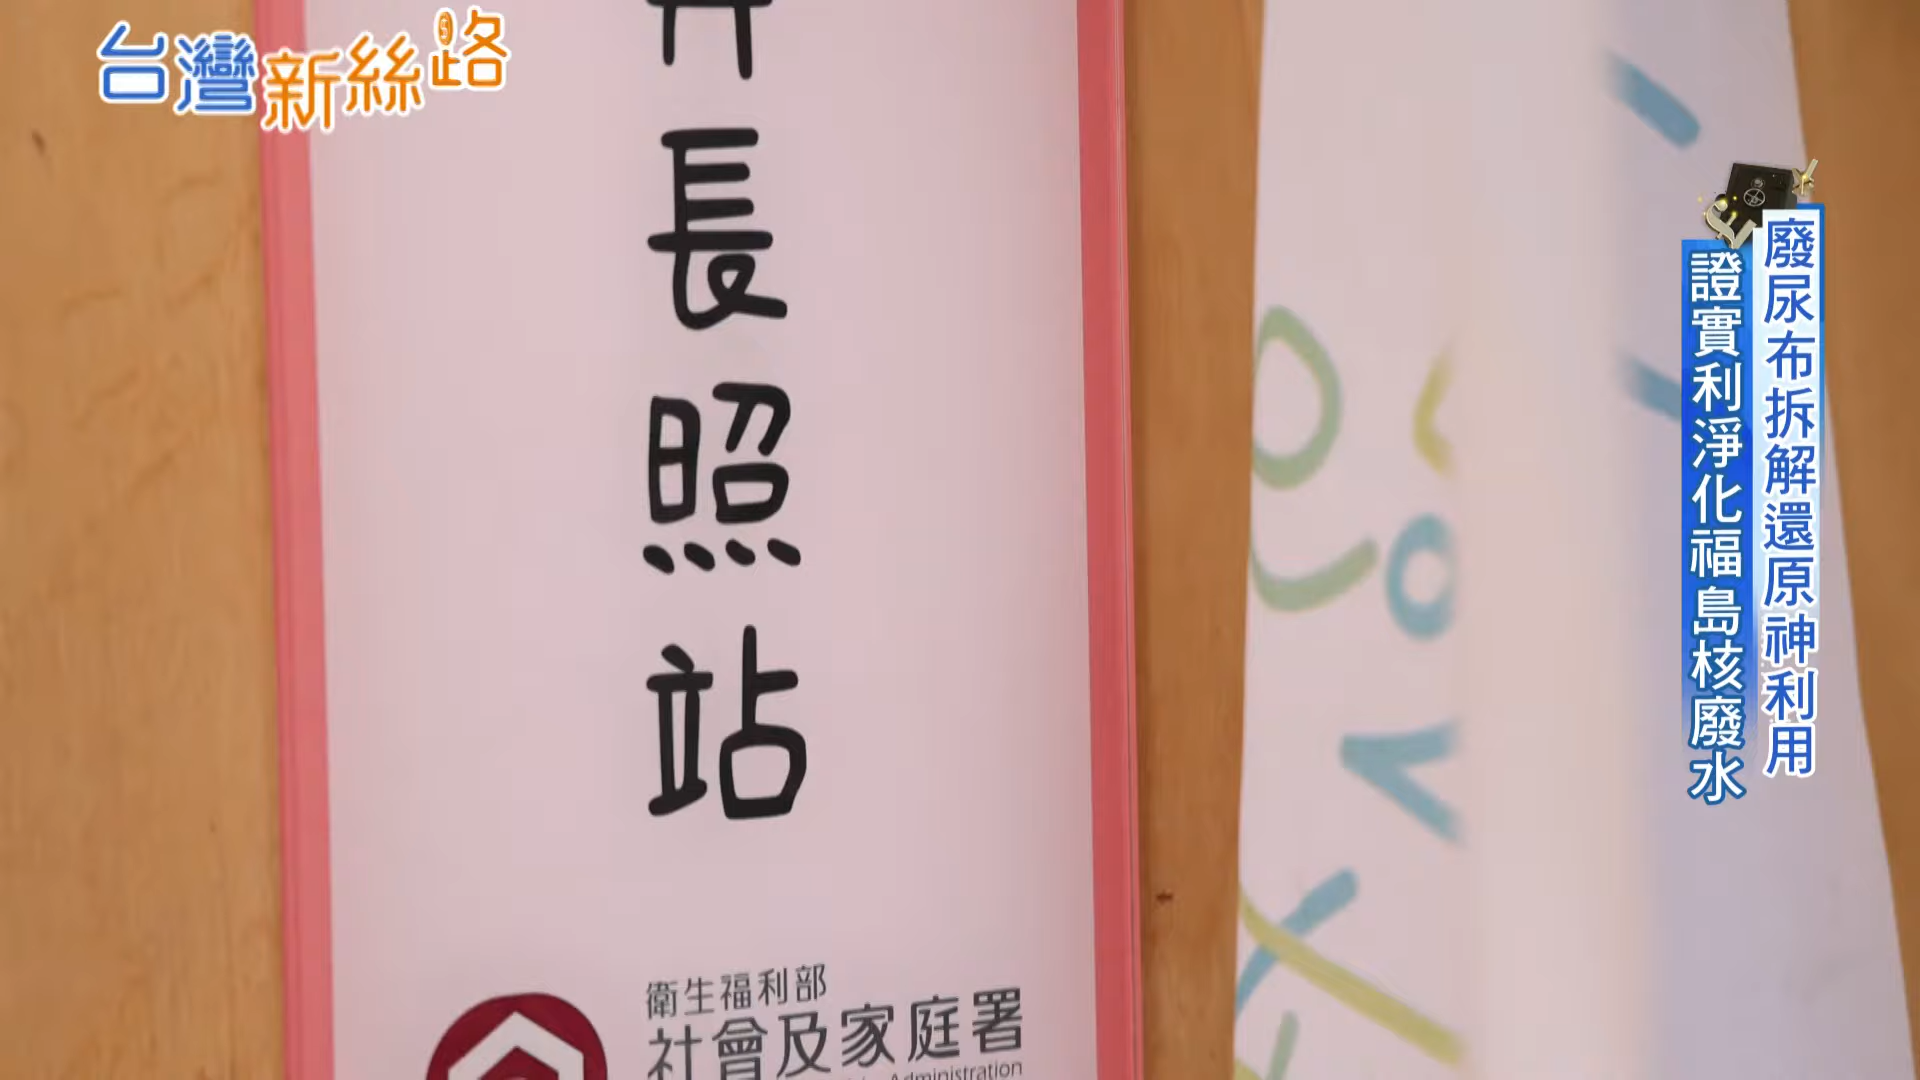 台灣新絲路
長照站
衛生福利部
社會及家庭署
Administration
廢尿布拆解還原神利用
證實利淨化福島核廢水